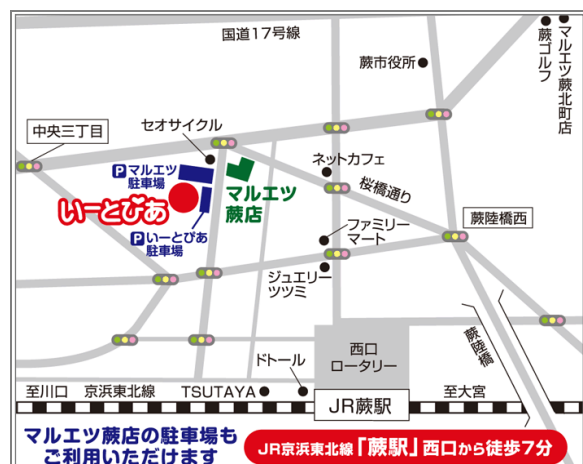 国道17号線
マルエツ蕨北町店
蕨ゴルフ
蕨市役所
中央三丁目
セオサイクル
ネットカフェ
P マルエツ
駐車場
マルエツ
蕨店
桜橋通り
いーとぴあ
P いーとぴあ
駐車場
ファミリー
マート
蕨陸橋西
ジュエリー
ツツミ
蕨陸橋
西口
ロータリー
ドトール
至川口
京浜東北線
TSUTAYA
JR蕨駅
至大宮
マルエツ蕨店の駐車場も
ご利用いただけます
JR京浜東北線「蕨駅」西口から徒歩7分